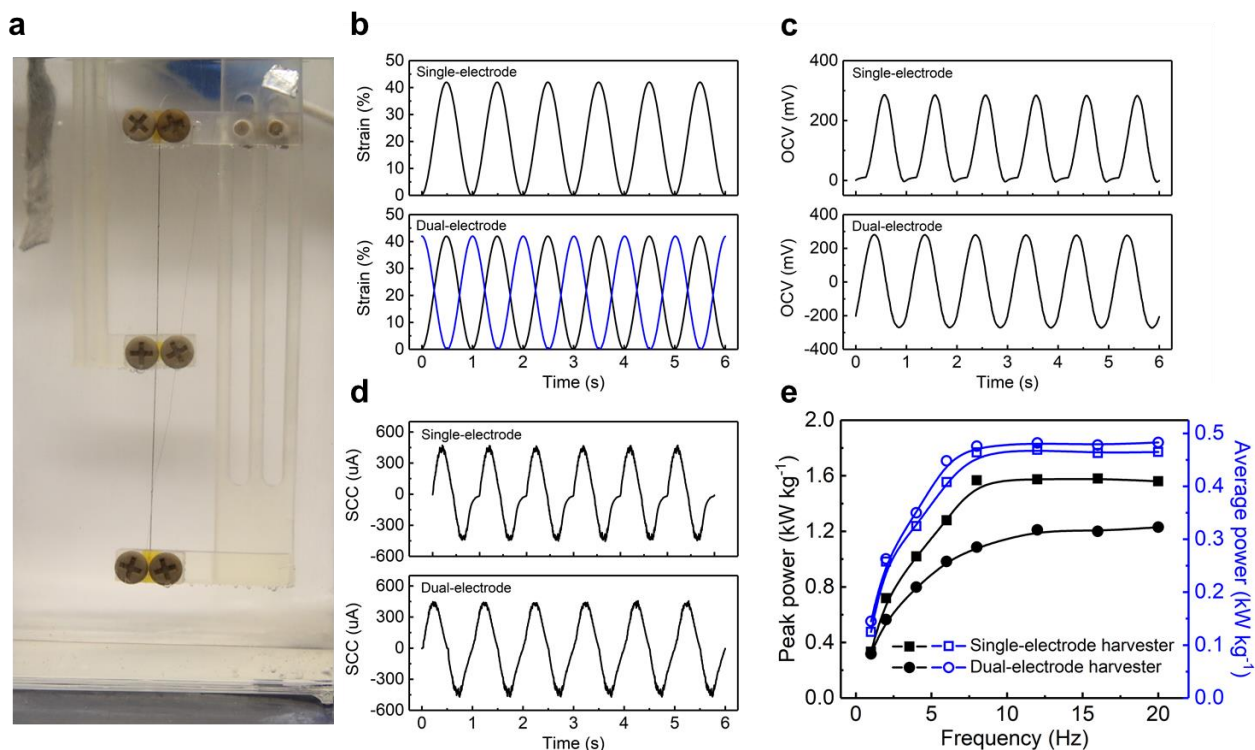 a
b
50
40
30
20
10
0
Strain (%)
Single-electrode
50
40
30
20
10
0
Strain (%)
Dual-electrode
0 1 2 3 4 5 6
Time (s)
c
400
200
0
OCV (mV)
Single-electrode
400
200
0
-200
-400
OCV (mV)
Dual-electrode
0 1 2 3 4 5 6
Time (s)
d
600
300
0
-300
-600
SCC (uA)
Single-electrode
600
300
0
-300
-600
SCC (uA)
Dual-electrode
0 1 2 3 4 5 6
Time (s)
e
2.0
1.6
1.2
0.8
0.4
0.0
Peak power (kW kg⁻¹)
Single-electrode harvester
Dual-electrode harvester
0.5
0.4
0.3
0.2
0.1
0.0
Average power (kW kg⁻¹)
0 5 10 15 20
Frequency (Hz)